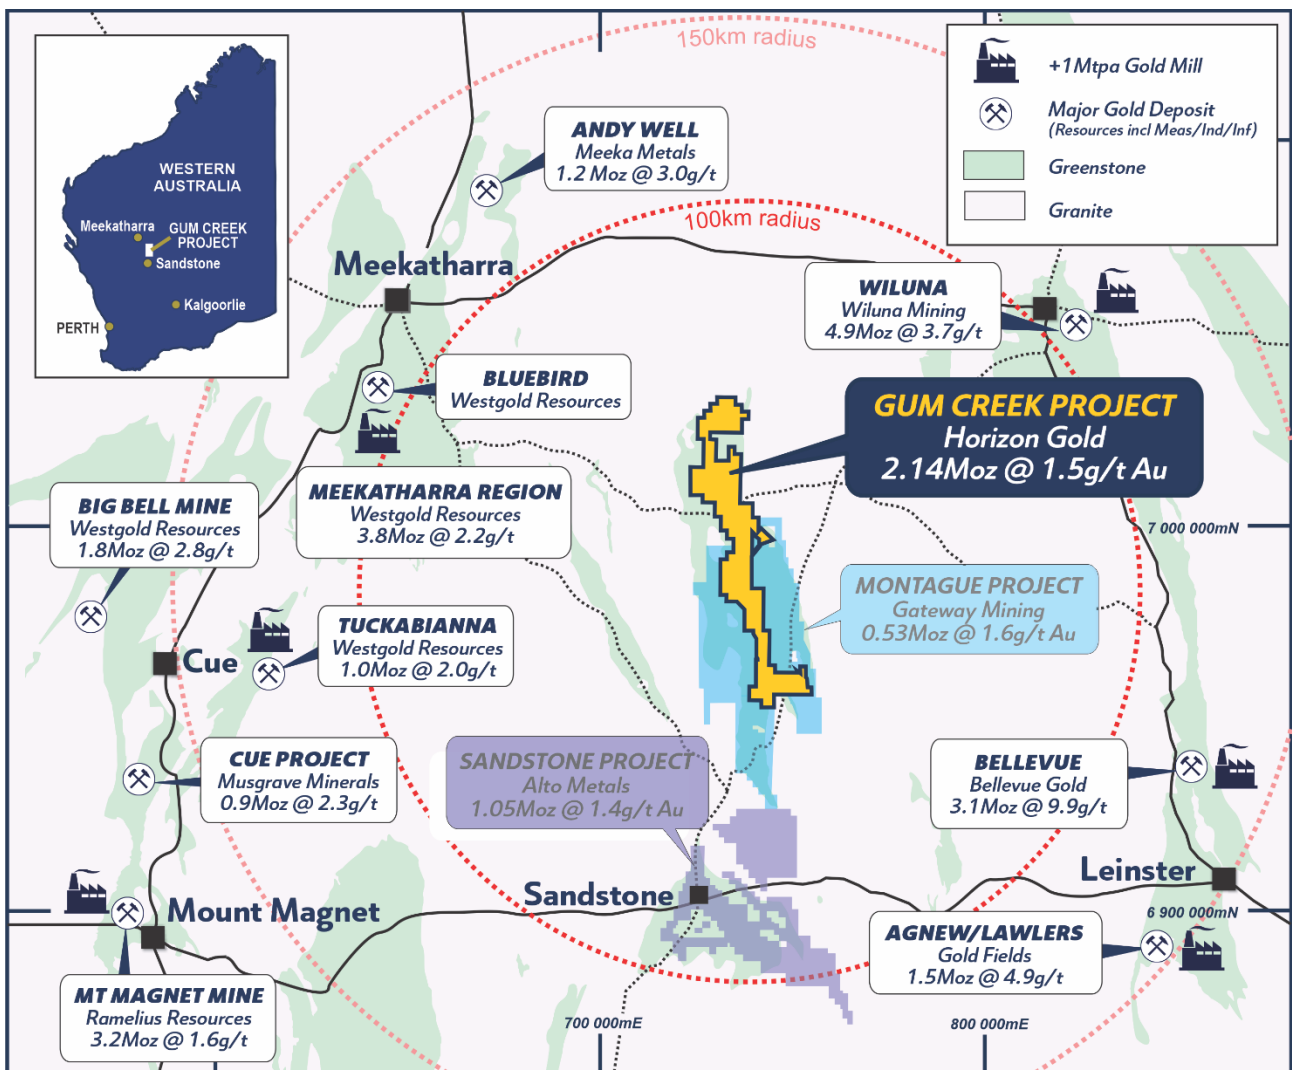 150km radius
+1Mtpa Gold Mill
Major Gold Deposit
(Resources incl Meas/Ind/Inf)
Greenstone
Granite
WESTERN
AUSTRALIA
Meekatharra
GUM CREEK
PROJECT
Sandstone
Kalgoorlie
PERTH
ANDY WELL
Meeka Metals
1.2 Moz @ 3.0g/t
100km radius
Meekatharra
WILUNA
Wiluna Mining
4.9Moz @ 3.7g/t
BLUEBIRD
Westgold Resources
GUM CREEK PROJECT
Horizon Gold
2.14Moz @ 1.5g/t Au
MEEKATHARRA REGION
Westgold Resources
3.8Moz @ 2.2g/t
BIG BELL MINE
Westgold Resources
1.8Moz @ 2.8g/t
7 000 000mN
MONTAGUE PROJECT
Gateway Mining
0.53Moz @ 1.6g/t Au
TUCKABIANNA
Westgold Resources
1.0Moz @ 2.0g/t
Cue
CUE PROJECT
Musgrave Minerals
0.9Moz @ 2.3g/t
SANDSTONE PROJECT
Alto Metals
1.05Moz @ 1.4g/t Au
BELLEVUE
Bellevue Gold
3.1Moz @ 9.9g/t
Leinster
Sandstone
Mount Magnet
6 900 000mN
AGNEW/LAWLERS
Gold Fields
1.5Moz @ 4.9g/t
MT MAGNET MINE
Ramelius Resources
3.2Moz @ 1.6g/t
700 000mE
800 000mE